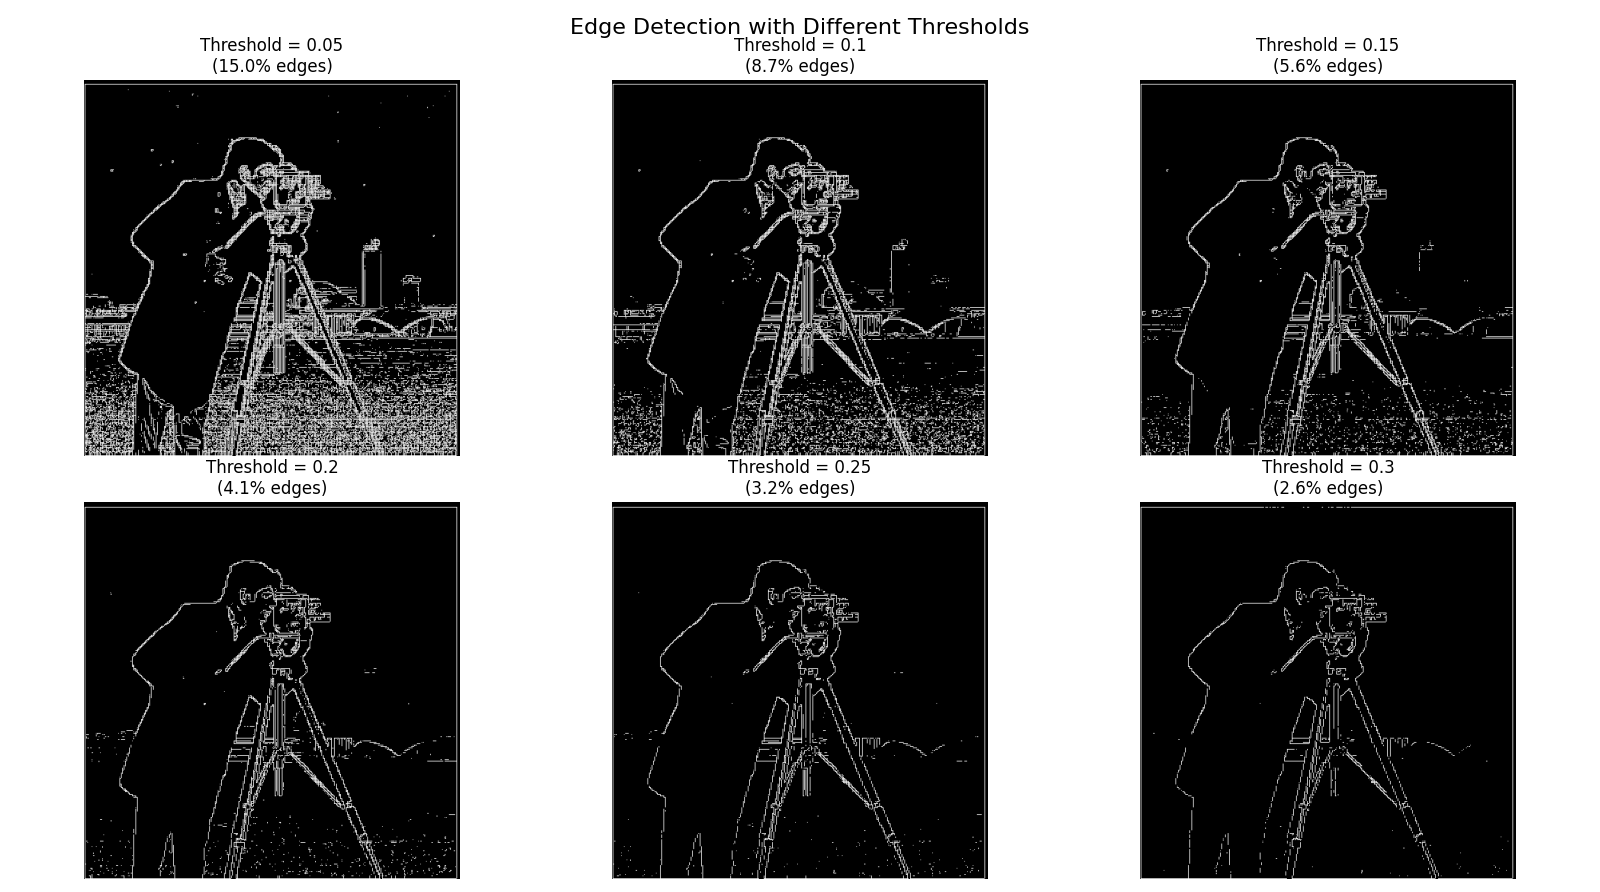 Edge Detection with Different Thresholds
Threshold = 0.05
(15.0% edges)
Threshold = 0.1
(8.7% edges)
Threshold = 0.15
(5.6% edges)
Threshold = 0.2
(4.1% edges)
Threshold = 0.25
(3.2% edges)
Threshold = 0.3
(2.6% edges)